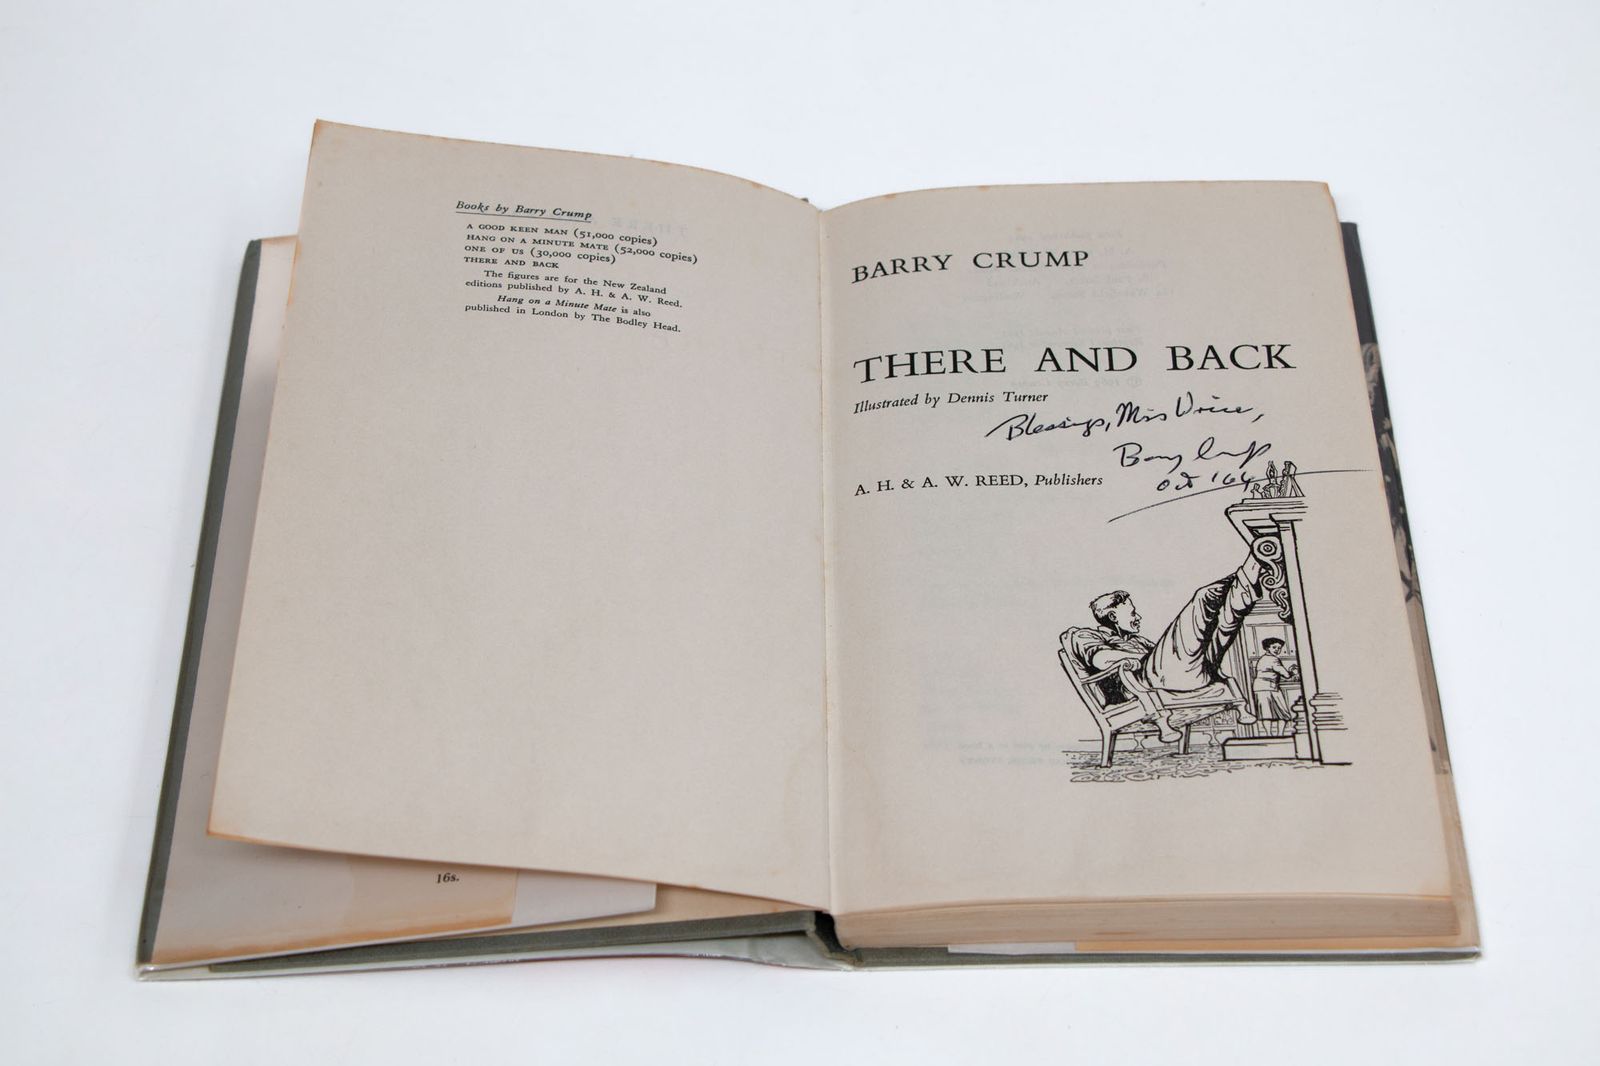 Books by Barry Crump
A GOOD KEEN MAN (51,000 copies)
HANG ON A MINUTE MATE (52,000 copies)
ONE OF US (30,000 copies)
THERE AND BACK
The figures are for the New Zealand
editions published by A. H. & A. W. Reed.
Hang on a Minute Mate is also
published in London by The Bodley Head.
16s.
BARRY CRUMP
THERE AND BACK
Illustrated by Dennis Turner
Blessings, Miss
Barry Crump
Oct '64
A. H. & A. W. REED, Publishers